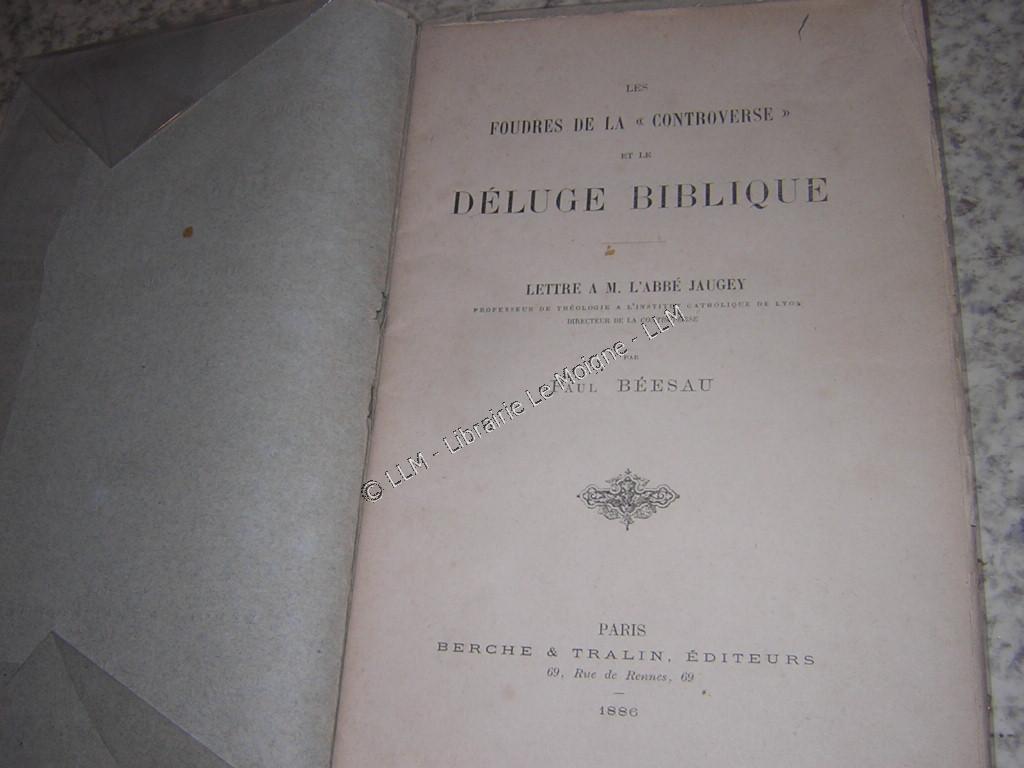 LES
FOUDRES DE LA « CONTROVERSE »
ET LE
DÉLUGE BIBLIQUE
LETTRE A M. L'ABBÉ JAUGEY
PROFESSEUR DE THÉOLOGIE A L'INSTITUT CATHOLIQUE DE LYON
DIRECTEUR DE LA CONTROVERSE
PAR
PAUL BÉESAU
© LLM - Librairie Le Moigne - LLM
PARIS
BERCHE & TRALIN, ÉDITEURS
69, Rue de Rennes, 69
1886